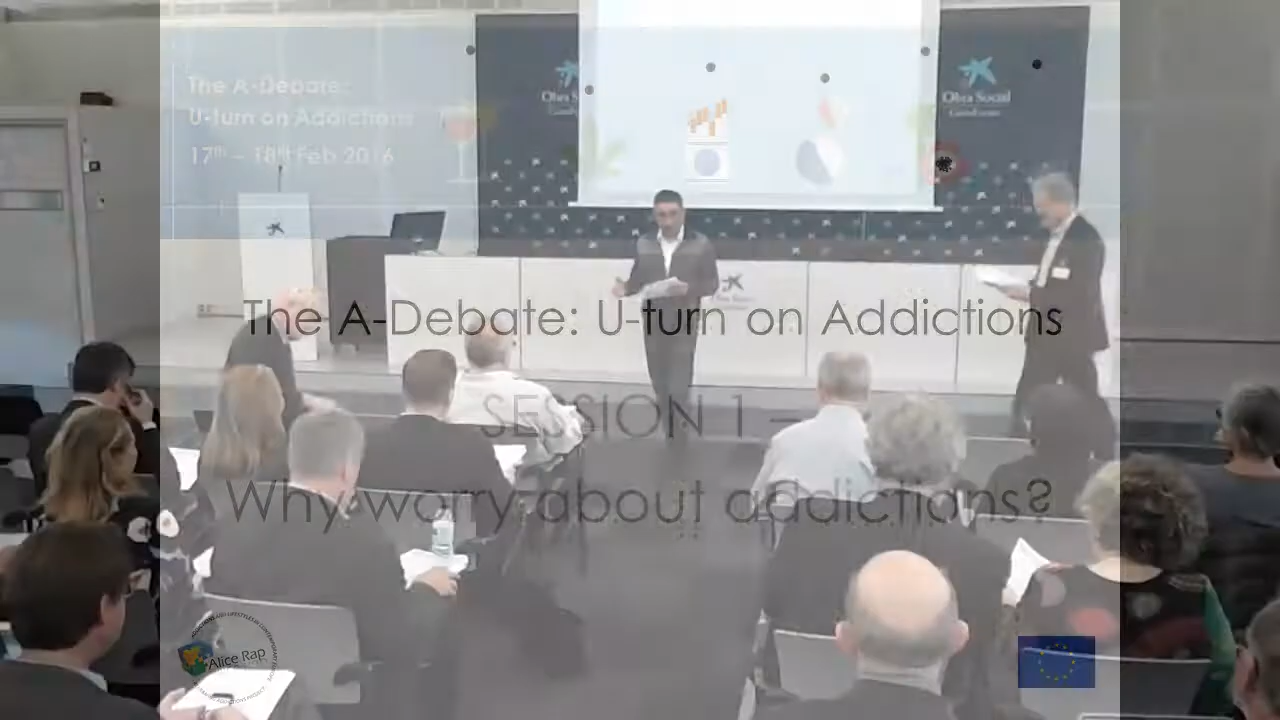 The A-Debate:
U-turn on Addictions
17th – 18th Feb 2016
Obra Social
Obra Social
The A-Debate: U-turn on Addictions
SESSION 1 –
Why worry about addictions?
Alice Rap